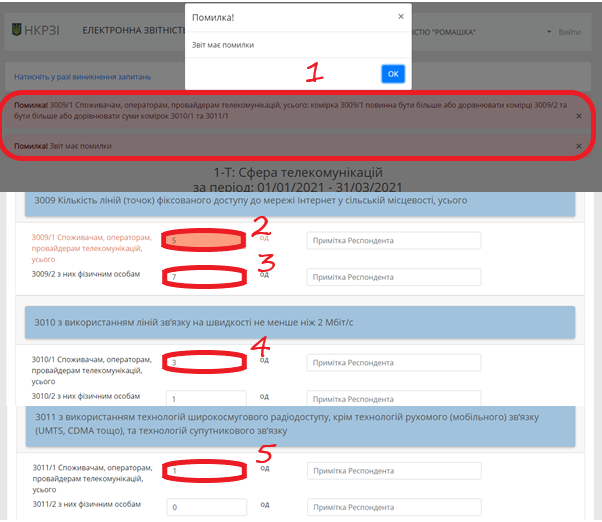 Помилка! ×
НКРЗІ ЕЛЕКТРОННА ЗВІТНІСТЬ СТЮ "РОМАШКА" Вийти
Звіт має помилки
1
OK
Натисніть у разі виникнення запитань
Помилка! 3009/1 Споживачам, операторам, провайдерам телекомунікацій, усього: комірка 3009/1 повинна бути більше або дорівнювати комірці 3009/2 та
бути більше або дорівнювати суми комірок 3010/1 та 3011/1 ×
Помилка! Звіт має помилки ×
1-Т: Сфера телекомунікацій
за період: 01/01/2021 - 31/03/2021
3009 Кількість ліній (точок) фіксованого доступу до мережі Інтернет у сільській місцевості, усього
2
3009/1 Споживачам, операторам, 5 од Примітка Респондента
провайдерам телекомунікацій,
усього
3
3009/2 з них фізичним особам 7 од Примітка Респондента
3010 з використанням ліній зв'язку на швидкості не менше ніж 2 Мбіт/с
4
3010/1 Споживачам, операторам, 3 од Примітка Респондента
провайдерам телекомунікацій,
усього
3010/2 з них фізичним особам 1 од Примітка Респондента
3011 з використанням технологій широкосмугового радіодоступу, крім технологій рухомого (мобільного) зв'язку
(UMTS, CDMA тощо), та технологій супутникового зв'язку
5
3011/1 Споживачам, операторам, 1 од Примітка Респондента
провайдерам телекомунікацій,
усього
3011/2 з них фізичним особам 0 од Примітка Респондента